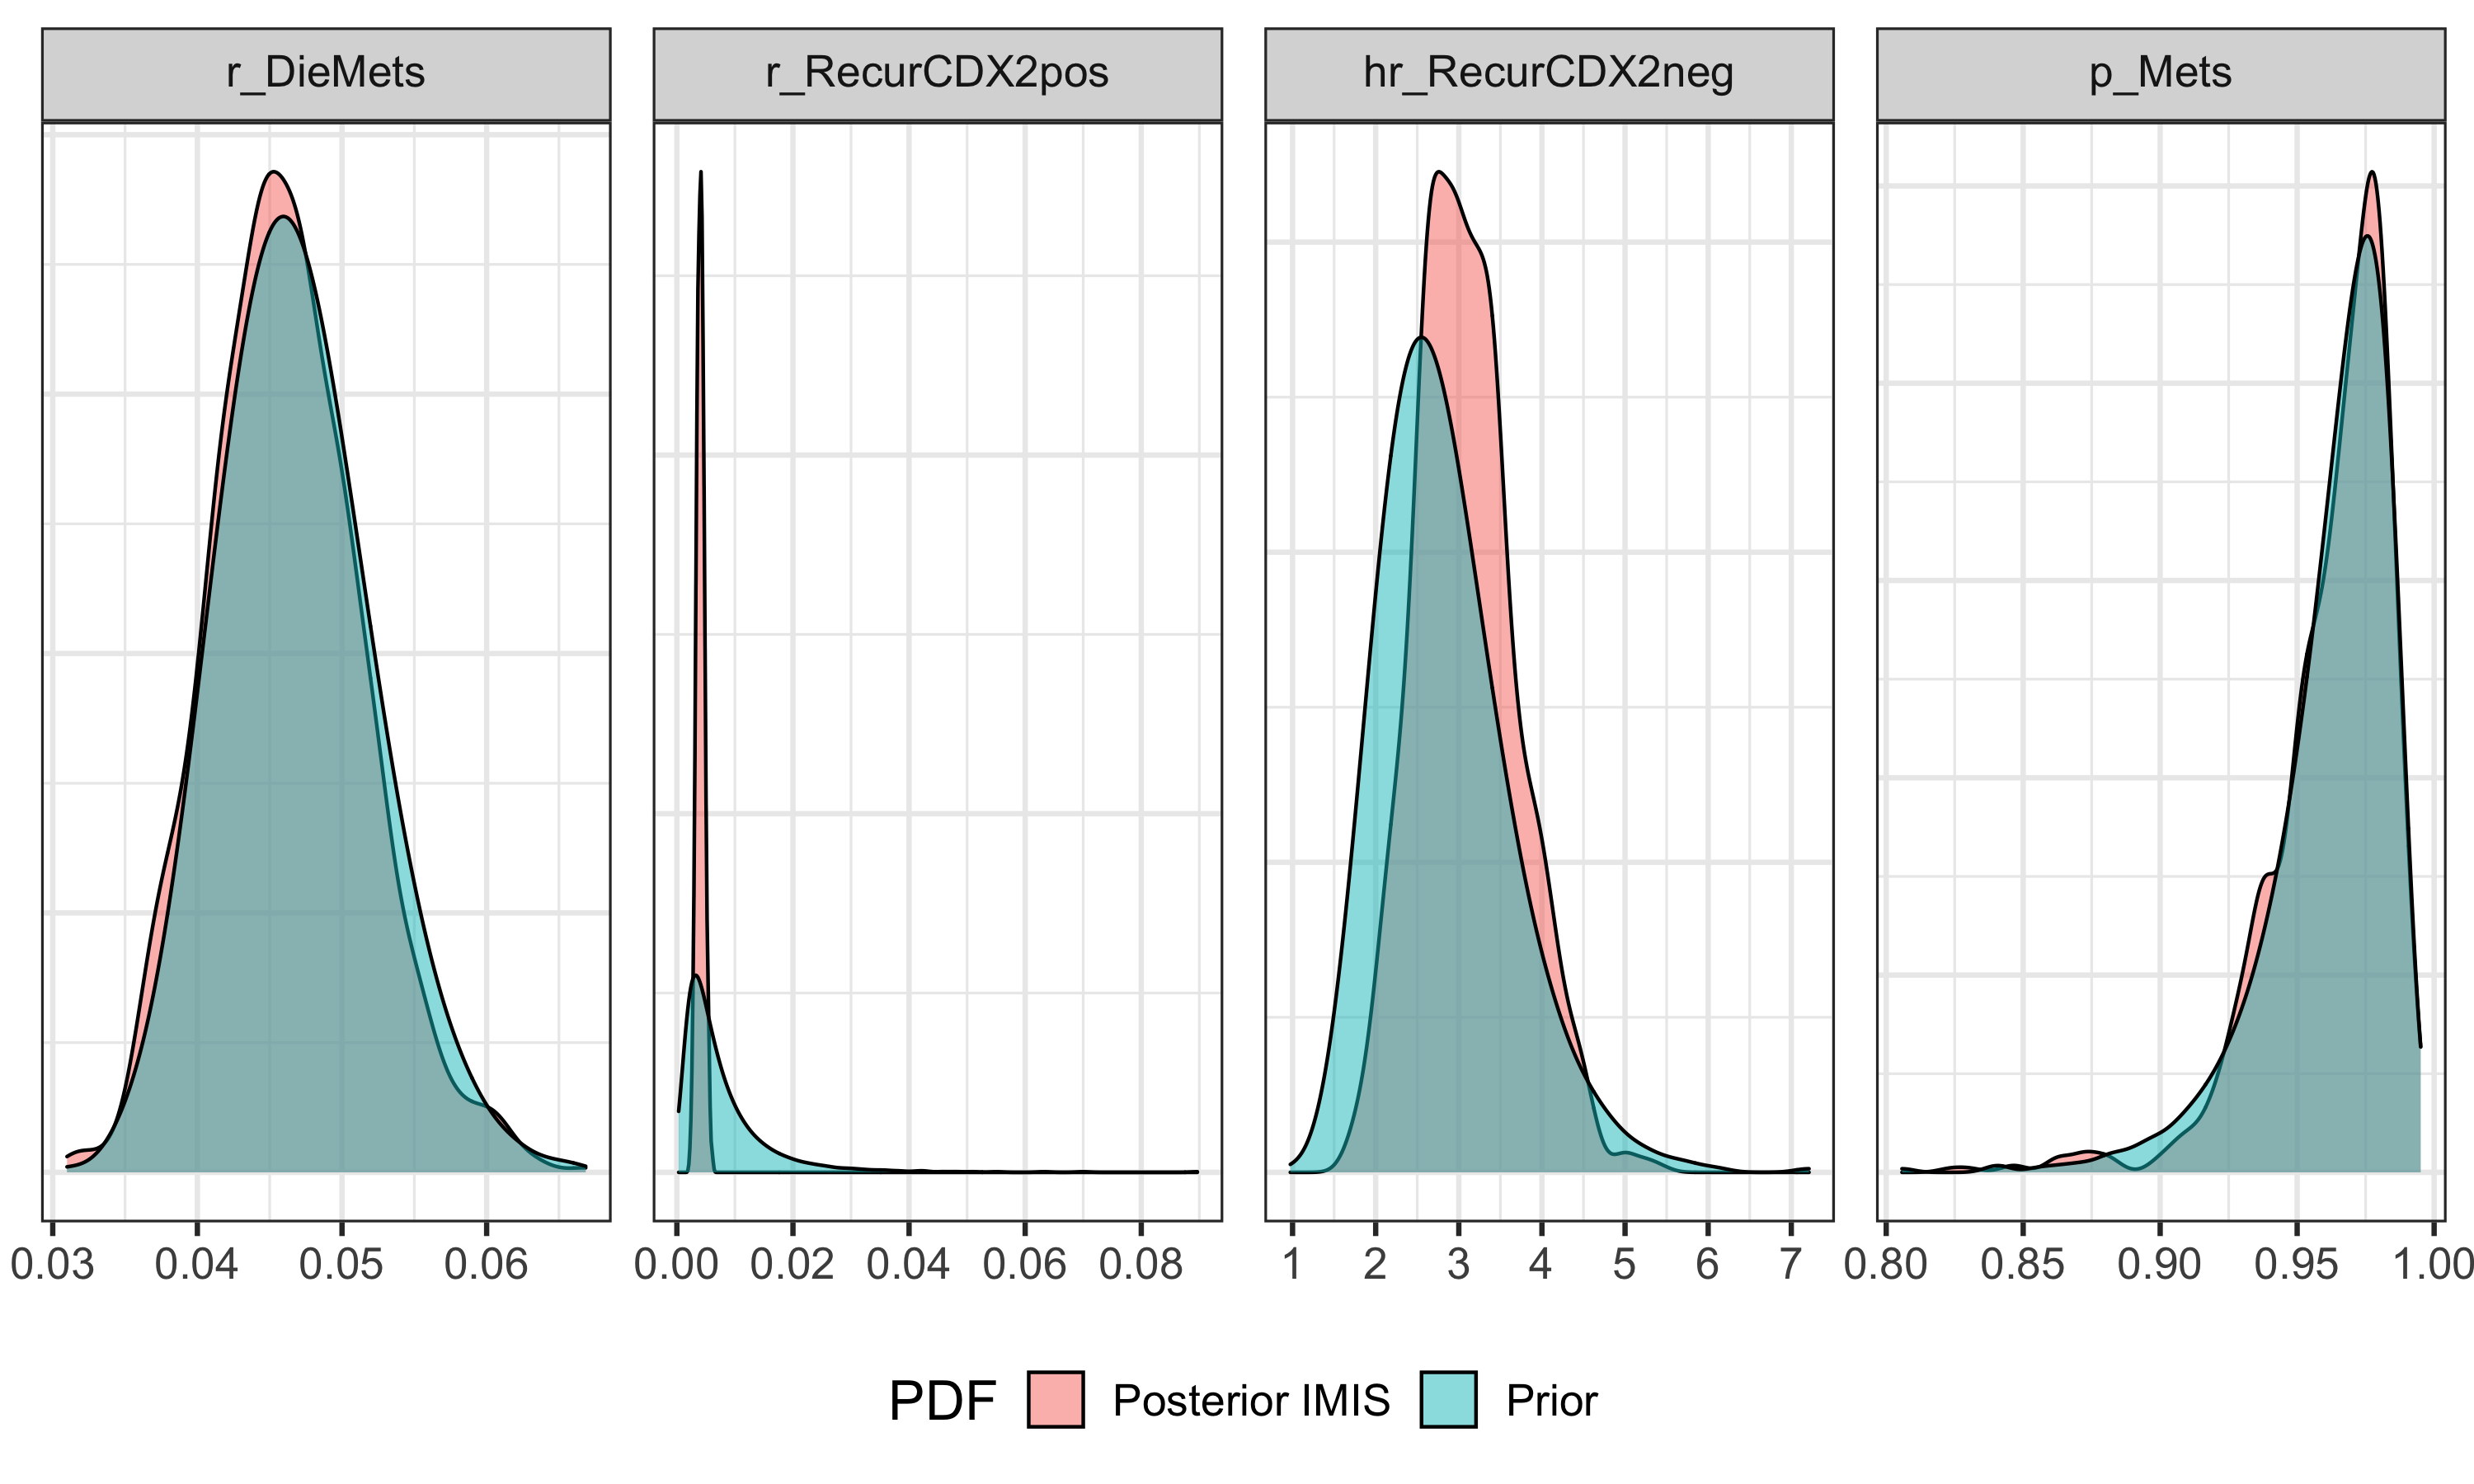 r_DieMets r_RecurCDX2pos hr_RecurCDX2neg p_Mets
0.03 0.04 0.05 0.06 0.00 0.02 0.04 0.06 0.08 1 2 3 4 5 6 7 0.80 0.85 0.90 0.95 1.00
PDF Posterior IMIS Prior